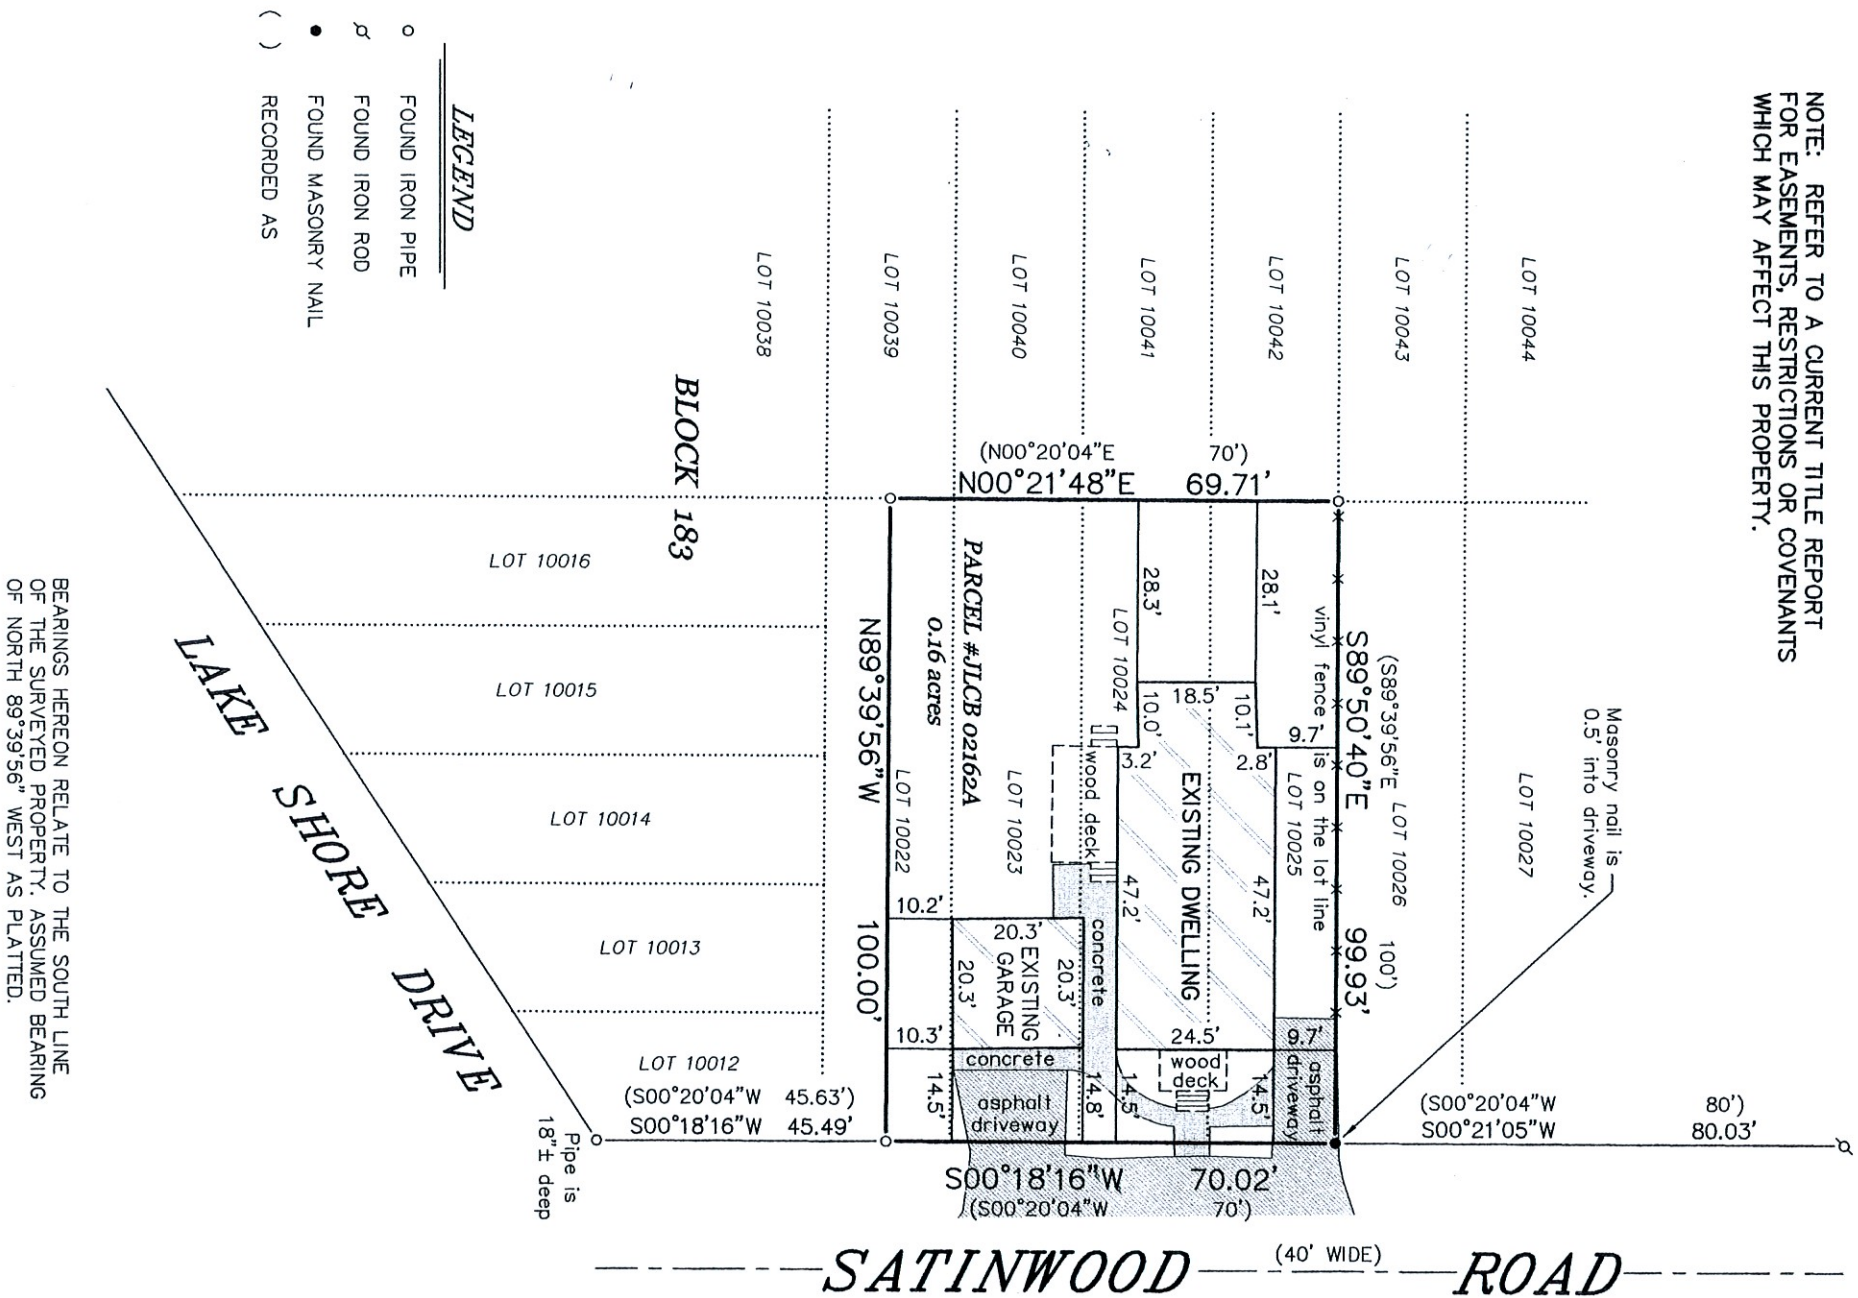 NOTE: REFER TO A CURRENT TITLE REPORT
FOR EASEMENTS, RESTRICTIONS OR COVENANTS
WHICH MAY AFFECT THIS PROPERTY.
LEGEND
FOUND IRON PIPE
FOUND IRON ROD
FOUND MASONRY NAIL
( ) RECORDED AS
LOT 10038
LOT 10039
LOT 10040
LOT 10041
LOT 10042
LOT 10043
LOT 10044
BLOCK 183
(N00°20'04"E 70')
N00°21'48"E 69.71'
LOT 10016
LOT 10015
LOT 10014
LOT 10013
LOT 10012
(S00°20'04"W 45.63')
S00°18'16"W 45.49'
Pipe is
18"± deep
N89°39'56"W 100.00'
PARCEL #JLCB 02162A
0.16 acres
LOT 10022
LOT 10023
LOT 10024
LOT 10025
LOT 10026
LOT 10027
28.3'
28.1'
vinyl fence is on the lot line
(S89°39'56"E 100')
S89°50'40"E 99.93'
Masonry nail is
0.5' into driveway.
18.5'
10.0'
10.1'
9.7'
3.2'
2.8'
wood deck
EXISTING DWELLING
47.2'
47.2'
24.5'
9.7'
10.2'
20.3'
EXISTING
GARAGE
20.3'
20.3'
concrete
10.3'
concrete
wood
deck
14.5'
14.8'
14.5'
14.5'
asphalt
driveway
asphalt
driveway
S00°18'16"W 70.02'
(S00°20'04"W 70')
(S00°20'04"W 80')
S00°21'05"W 80.03'
LAKE SHORE DRIVE
SATINWOOD (40' WIDE) ROAD
BEARINGS HEREON RELATE TO THE SOUTH LINE
OF THE SURVEYED PROPERTY. ASSUMED BEARING
OF NORTH 89°39'56" WEST AS PLATTED.